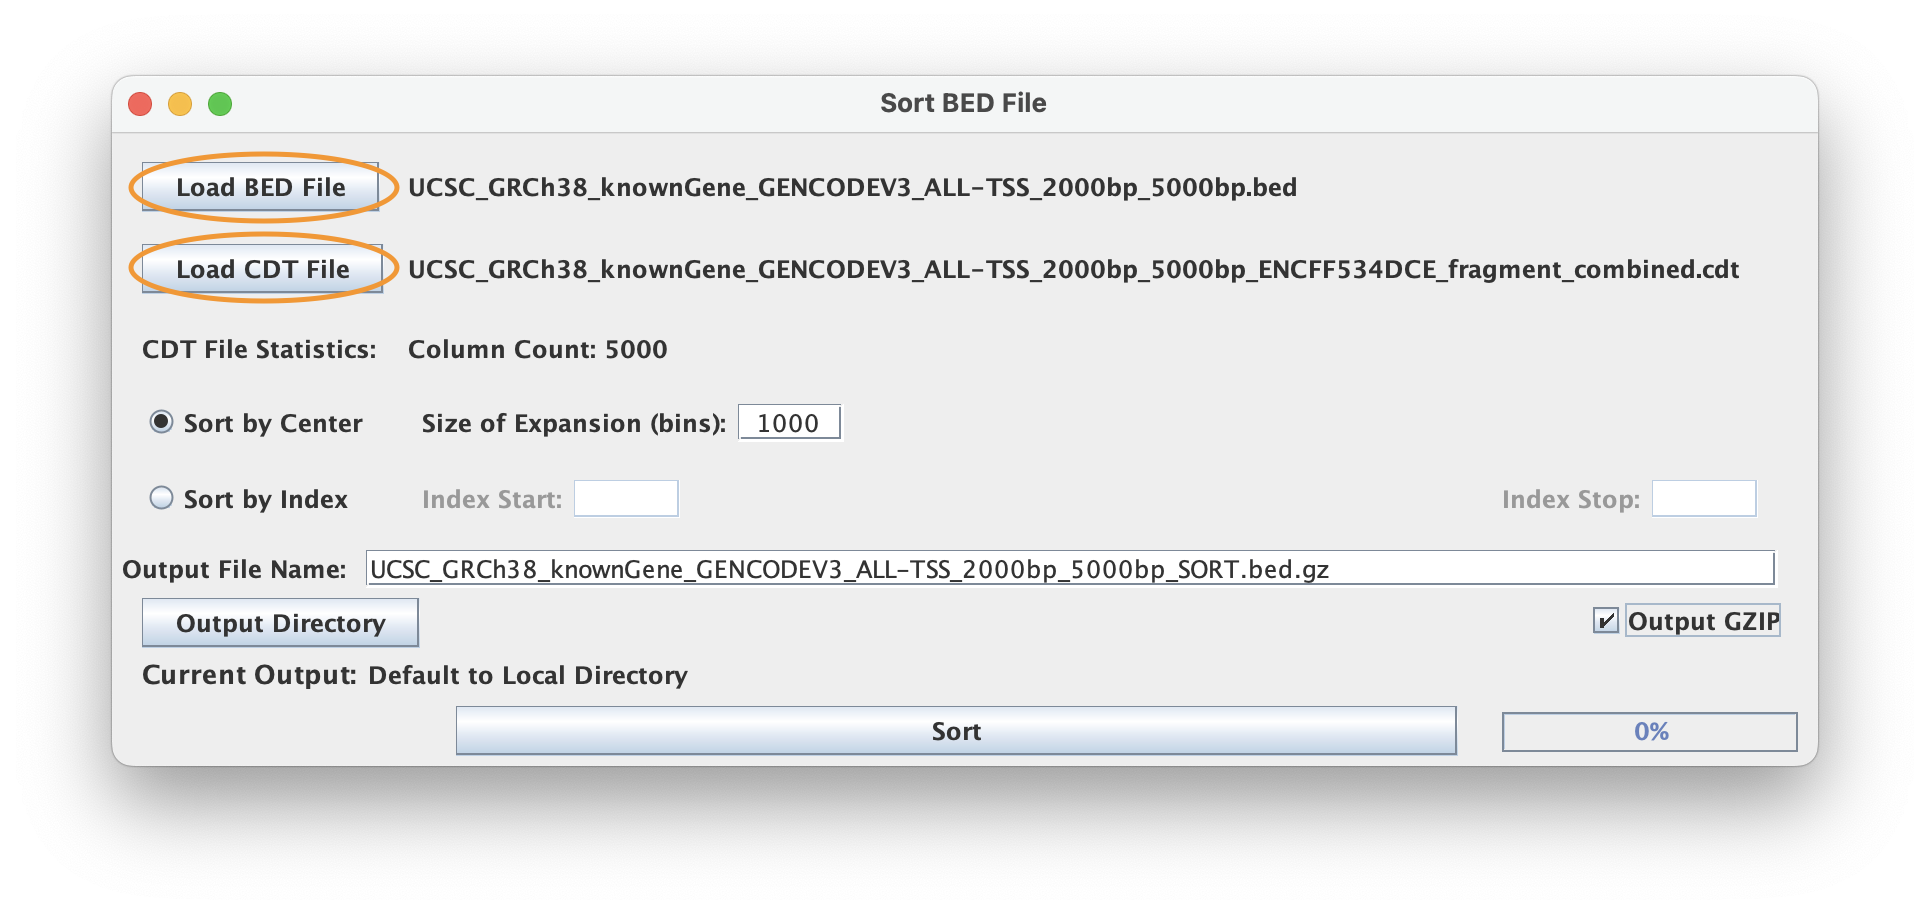 Sort BED File
Load BED File UCSC_GRCh38_knownGene_GENCODEV3_ALL-TSS_2000bp_5000bp.bed
Load CDT File UCSC_GRCh38_knownGene_GENCODEV3_ALL-TSS_2000bp_5000bp_ENCFF534DCE_fragment_combined.cdt
CDT File Statistics: Column Count: 5000
Sort by Center Size of Expansion (bins): 1000
Sort by Index Index Start: Index Stop:
Output File Name: UCSC_GRCh38_knownGene_GENCODEV3_ALL-TSS_2000bp_5000bp_SORT.bed.gz
Output Directory Output GZIP
Current Output: Default to Local Directory
Sort 0%